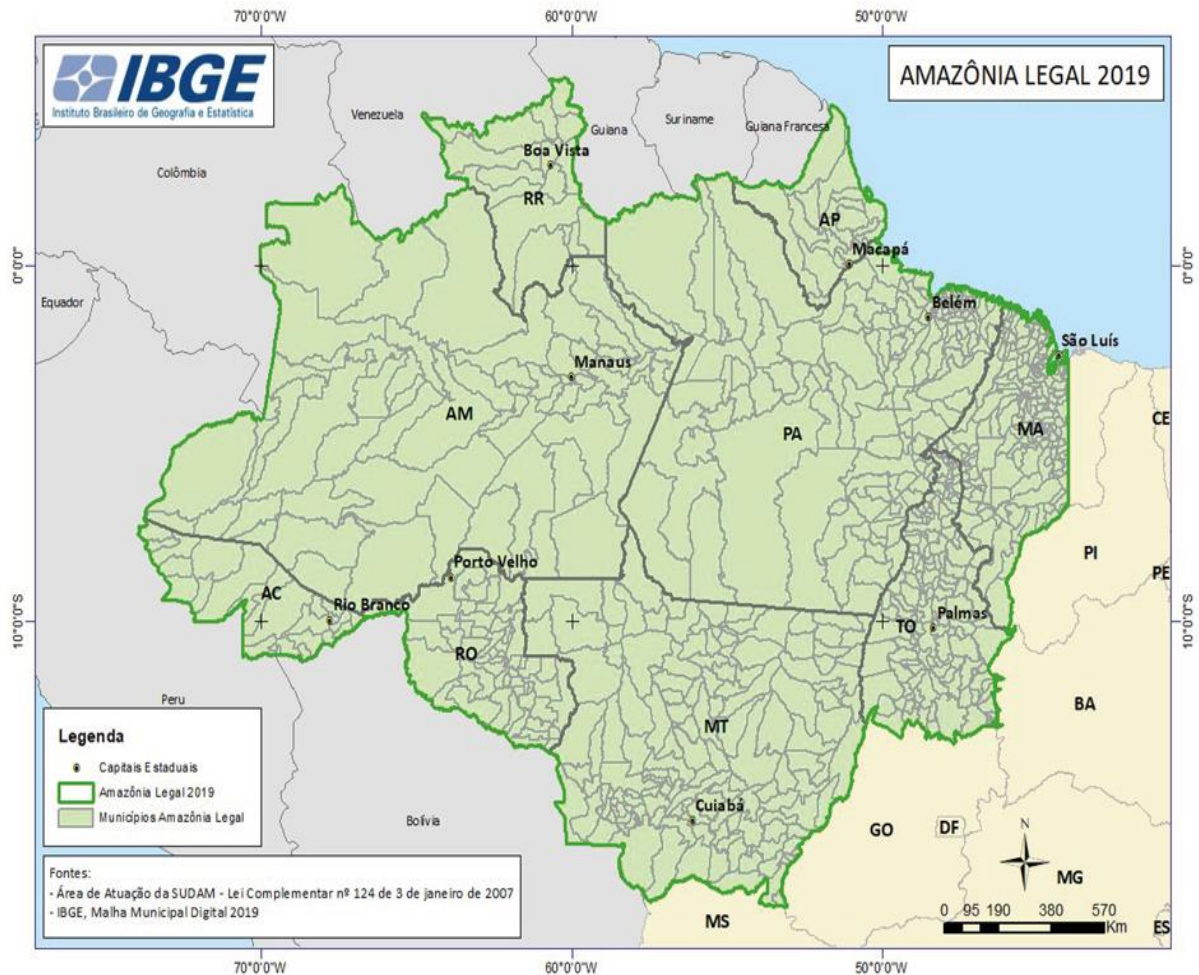 70°0'0"W 60°0'0"W 50°0'0"W
IBGE
Instituto Brasileiro de Geografia e Estatística
AMAZÔNIA LEGAL 2019
Venezuela
Guiana
Suriname
Guiana Francesa
Colômbia
Boa Vista
RR
AP
Macapá
0°0'0"
0°0'0"
Equador
Belém
São Luís
Manaus
AM
PA
MA
CE
PI
PE
Porto Velho
AC
Rio Branco
RO
TO
Palmas
10°0'0"S
10°0'0"S
Peru
MT
BA
Legenda
Capitais Estaduais
Amazônia Legal 2019
Municípios Amazônia Legal
Cuiabá
Bolívia
GO
DF
N
MG
Fontes:
- Área de Atuação da SUDAM - Lei Complementar nº 124 de 3 de janeiro de 2007
- IBGE, Malha Municipal Digital 2019
MS
ES
0 95 190 380 570
Km
70°0'0"W 60°0'0"W 50°0'0"W